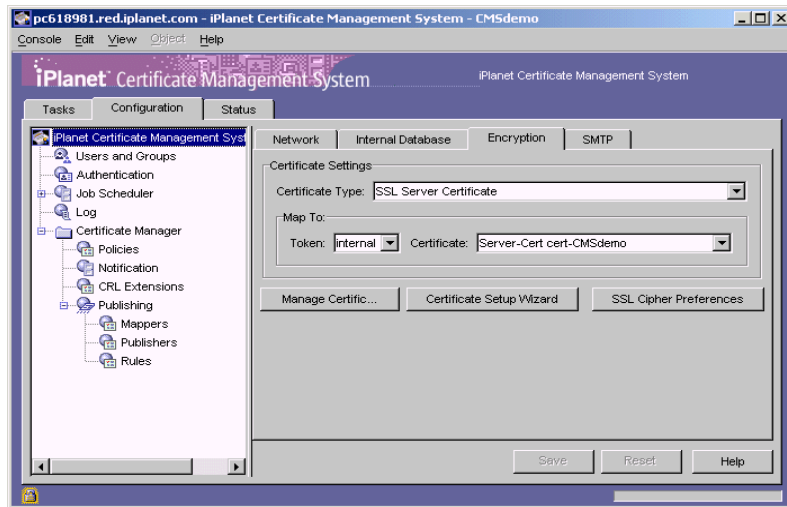 pc618981.red.iplanet.com - iPlanet Certificate Management System - CMSdemo
Console Edit View Object Help
iPlanet Certificate Management System
iPlanet Certificate Management System
Tasks Configuration Status
iPlanet Certificate Management Syst
Users and Groups
Authentication
Job Scheduler
Log
Certificate Manager
Policies
Notification
CRL Extensions
Publishing
Mappers
Publishers
Rules
Network Internal Database Encryption SMTP
Certificate Settings
Certificate Type: SSL Server Certificate
Map To:
Token: internal Certificate: Server-Cert cert-CMSdemo
Manage Certific... Certificate Setup Wizard SSL Cipher Preferences
Save Reset Help